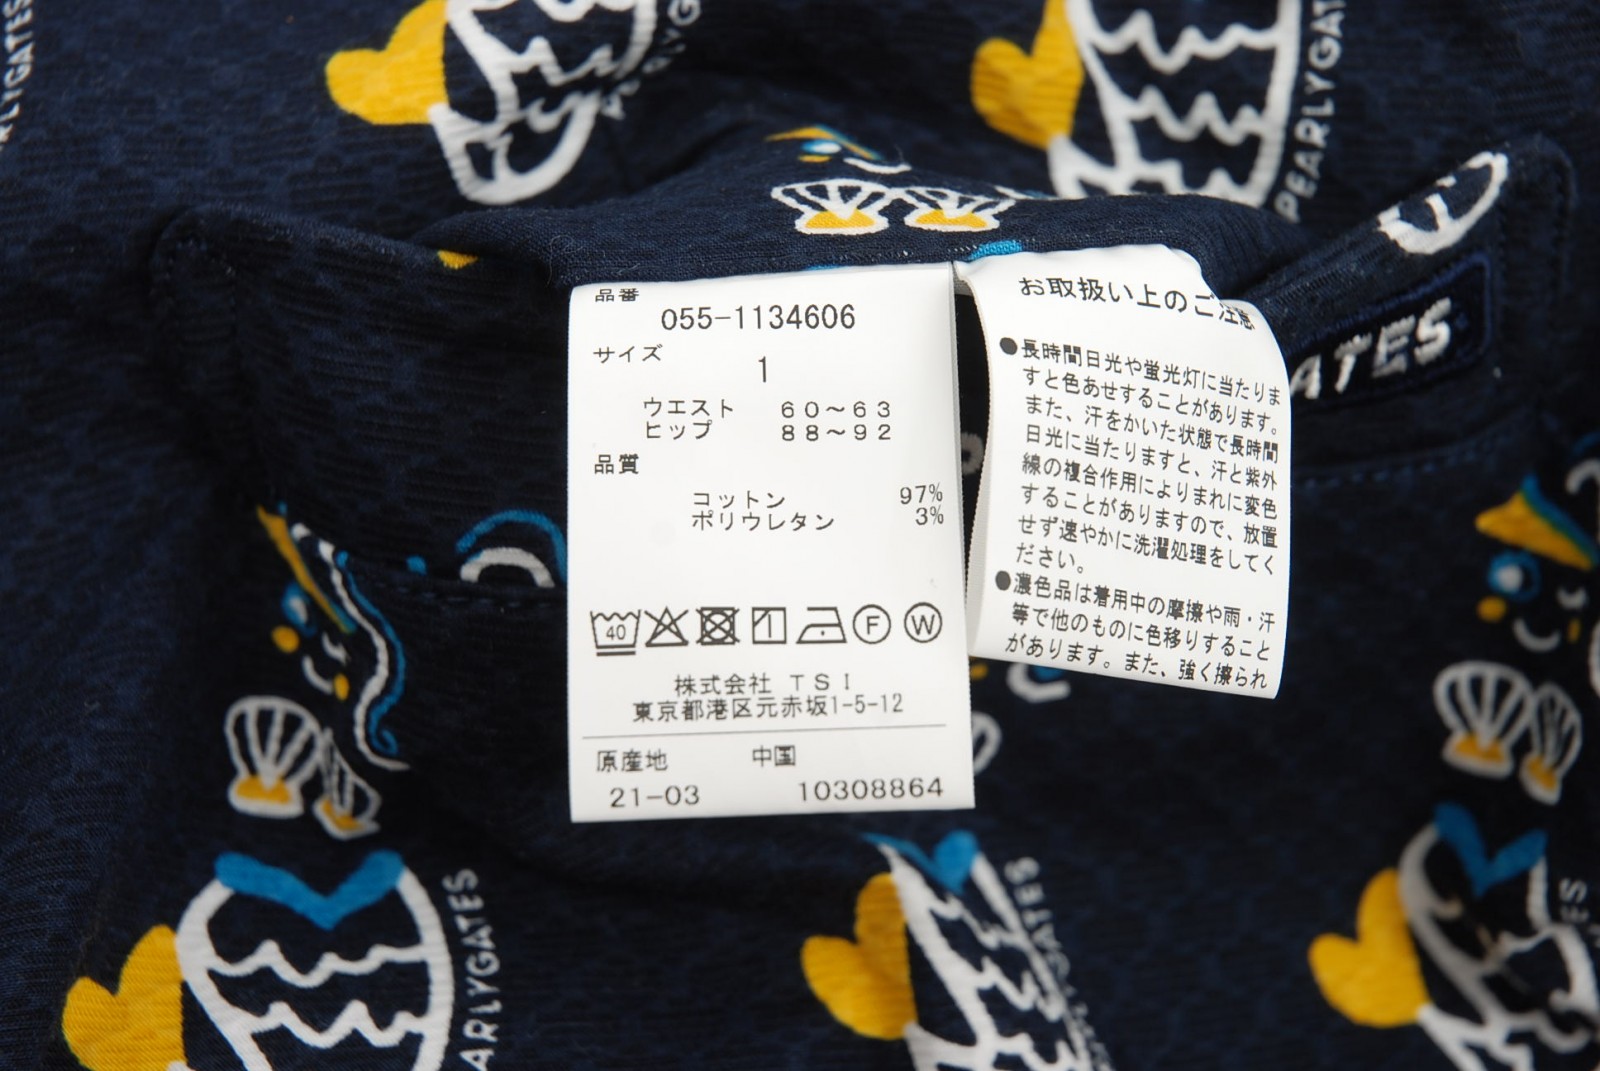 品番
055-1134606
サイズ
1
ウエスト 60〜63
ヒップ 88〜92
品質
コットン 97%
ポリウレタン 3%
40
F
W
株式会社 TSI
東京都港区元赤坂1-5-12
原産地 中国
21-03 10308864
お取扱い上のご注意
●長時間日光や蛍光灯に当たりま
すと色あせすることがあります。
また、汗をかいた状態で長時間
日光に当たりますと、汗と紫外
線の複合作用によりまれに変色
することがありますので、放置
せず速やかに洗濯処理をしてく
ださい。
●濃色品は着用中の摩擦や雨・汗
等で他のものに色移りすること
があります。また、強く擦られ
ATES
PEARLYGATES
ARLYGATES
ARLYGATES